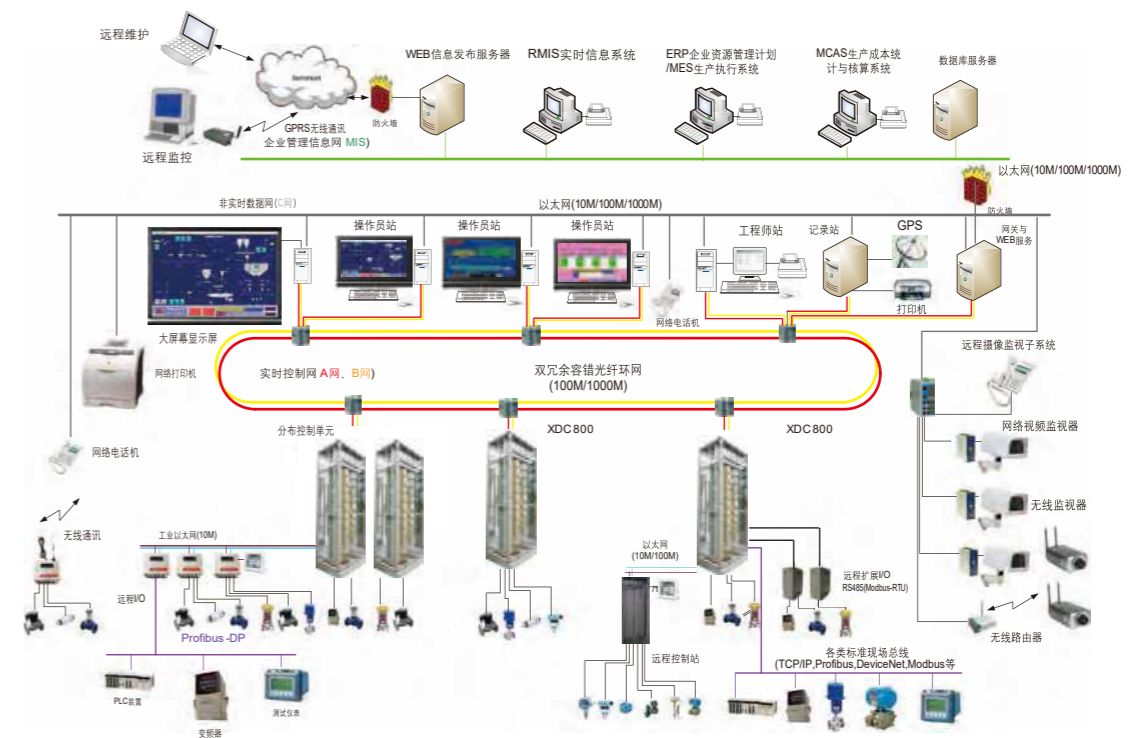 远程维护
WEB信息发布服务器
RMIS实时信息系统
ERP企业资源管理计划
/MES生产执行系统
MCAS生产成本统
计与核算系统
数据库服务器
防火墙
GPRS无线通讯
企业管理信息网 MIS)
远程监控
以太网(10M/100M/1000M)
非实时数据网(C网)
以太网(10M/100M/1000M)
防火墙
操作员站
操作员站
操作员站
工程师站
记录站
GPS
网关与
WEB服务
打印机
网络电话机
大屏幕显示屏
网络打印机
实时控制网 A网、B网)
双冗余容错光纤环网
(100M/1000M)
远程摄像监视子系统
分布控制单元
XDC800
XDC800
网络视频监视器
网络电话机
无线监视器
无线通讯
工业以太网(10M)
以太网
(10M/100M)
远程扩展I/O
RS485(Modbus-RTU)
远程I/O
Profibus-DP
无线路由器
远程控制站
各类标准现场总线
(TCP/IP,Profibus,DeviceNet,Modbus等
PLC装置
变频器
测试仪表